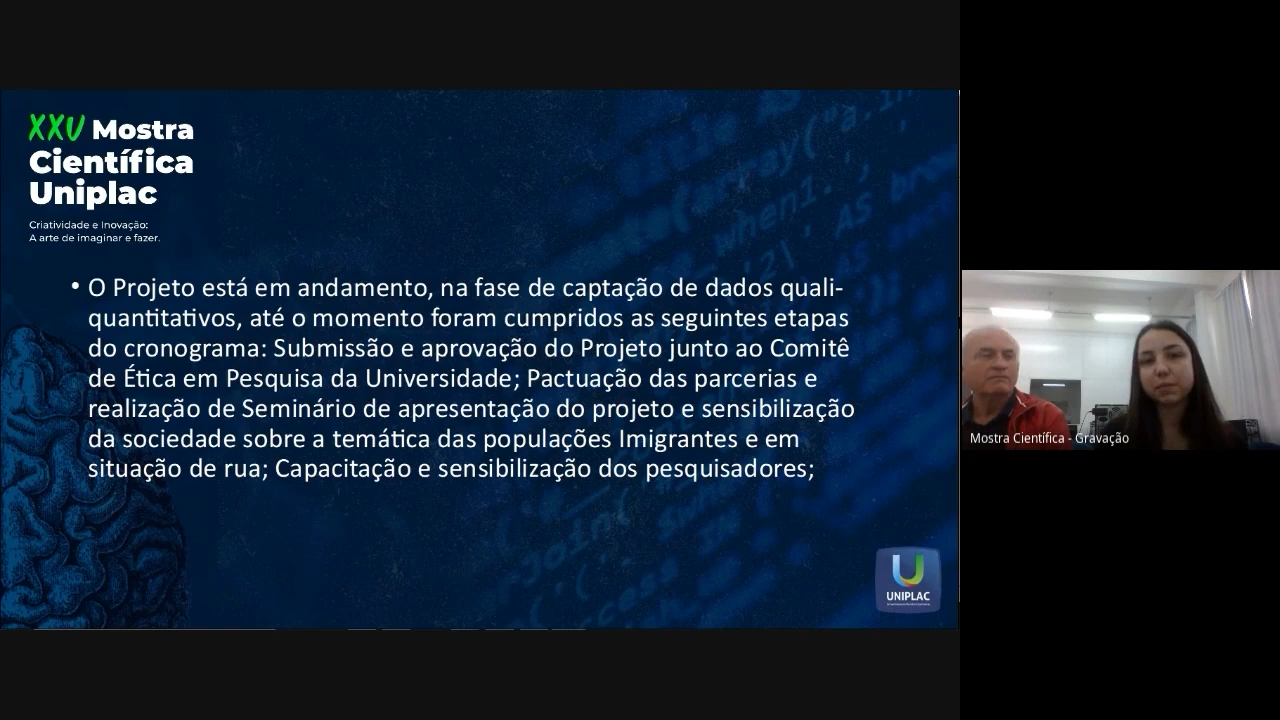 XXV Mostra
Científica
Uniplac
Criatividade e Inovação:
A arte de imaginar e fazer.
• O Projeto está em andamento, na fase de captação de dados quali-
quantitativos, até o momento foram cumpridos as seguintes etapas
do cronograma: Submissão e aprovação do Projeto junto ao Comitê
de Ética em Pesquisa da Universidade; Pactuação das parcerias e
realização de Seminário de apresentação do projeto e sensibilização
da sociedade sobre a temática das populações Imigrantes e em
situação de rua; Capacitação e sensibilização dos pesquisadores;
Mostra Científica - Gravação
UNIPLAC